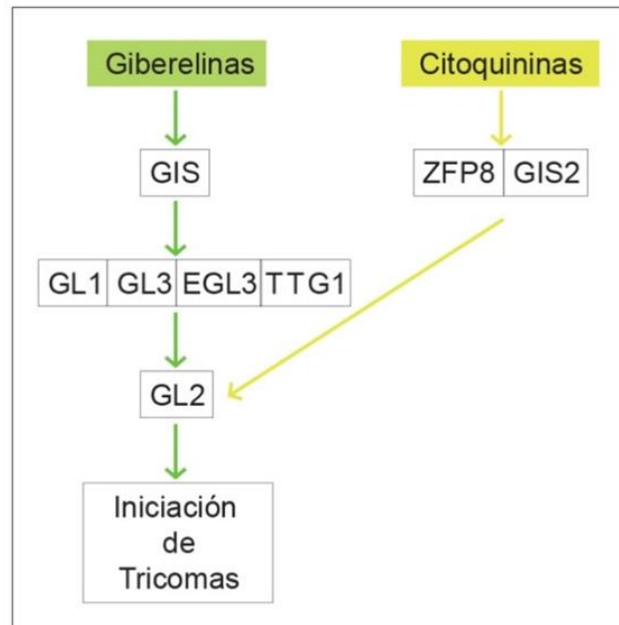 Giberelinas
Citoquininas
GIS
ZFP8 GIS2
GL1 GL3 EGL3 TTG1
GL2
Iniciación
de
Tricomas